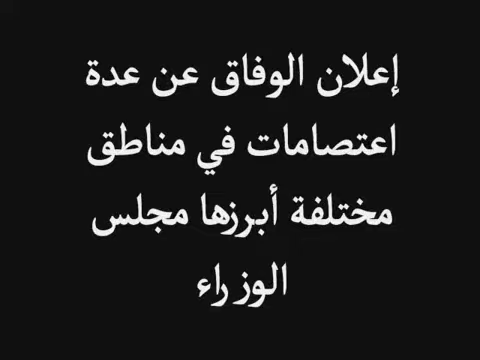 إعلان الوفاق عن عدة
اعتصامات في مناطق
مختلفة أبرزها مجلس
الوزراء